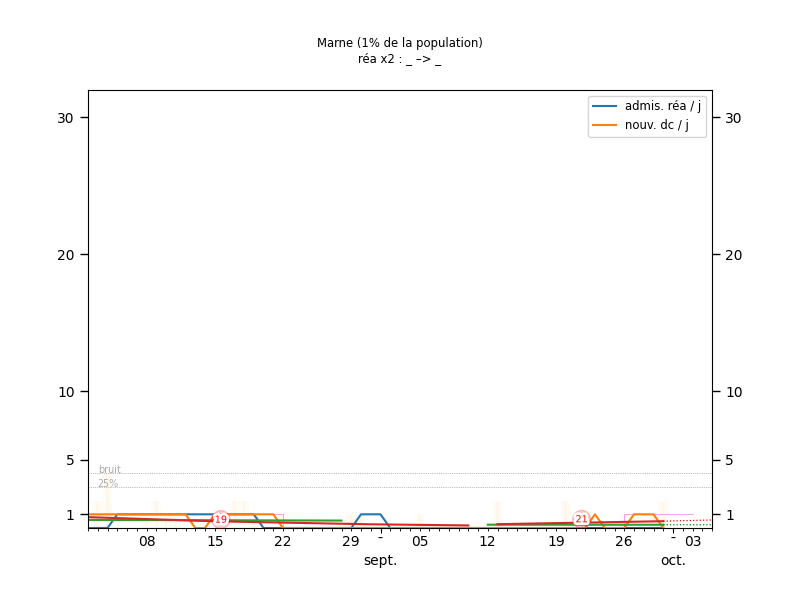 Marne (1% de la population)
réa x2 : _ –> _
admis. réa / j
nouv. dc / j
30 30
20 20
10 10
5 5
bruit
25%
1 19 21 1
08 15 22 29 - 05 12 19 26 - 03
sept. oct.